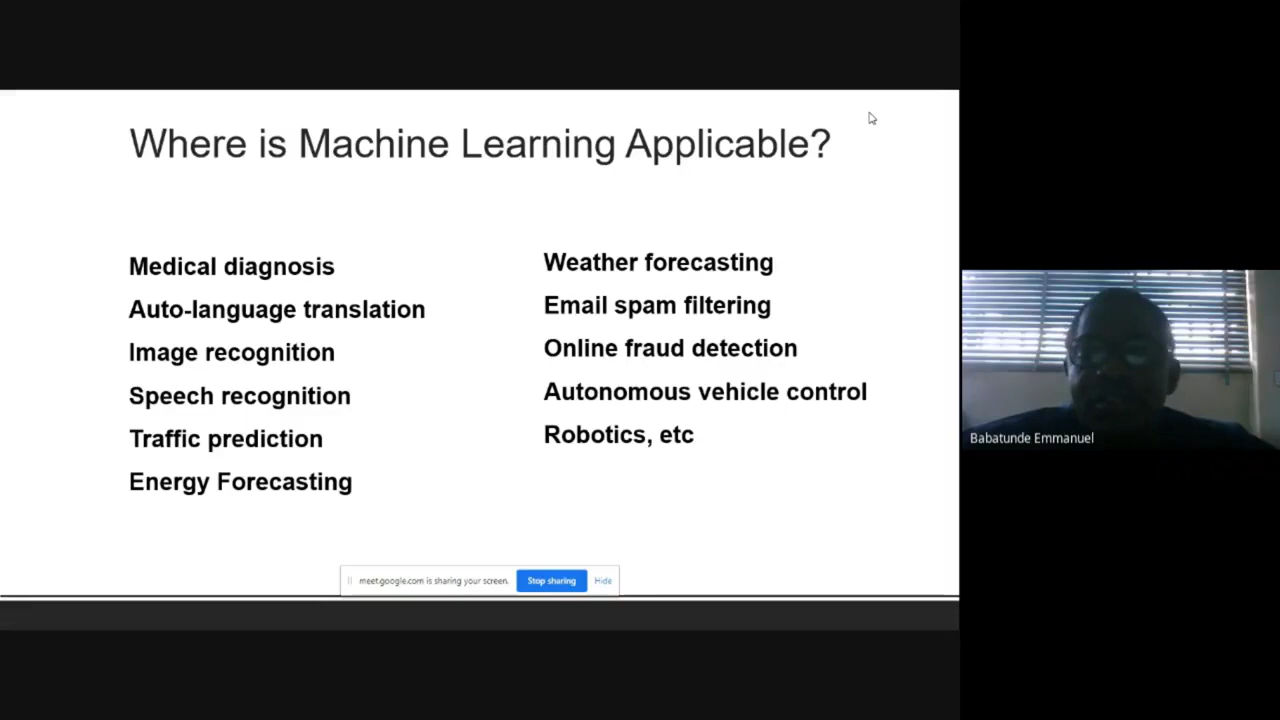 Where is Machine Learning Applicable?
Medical diagnosis
Auto-language translation
Image recognition
Speech recognition
Traffic prediction
Energy Forecasting
Weather forecasting
Email spam filtering
Online fraud detection
Autonomous vehicle control
Robotics, etc
meet.google.com is sharing your screen. Stop sharing Hide
Babatunde Emmanuel